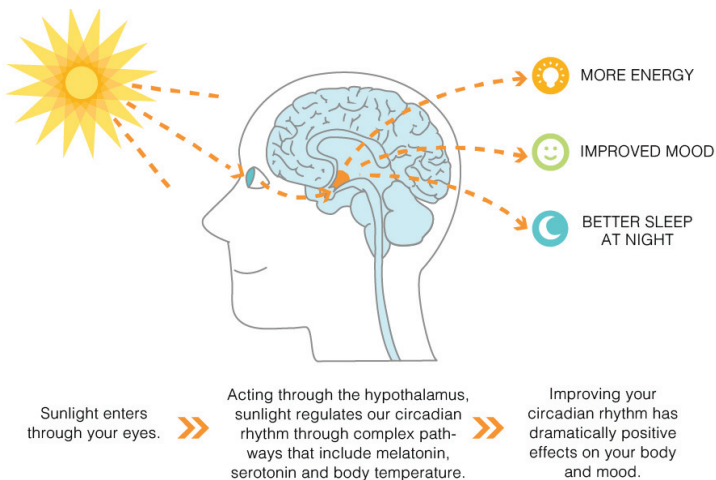 MORE ENERGY
IMPROVED MOOD
BETTER SLEEP
AT NIGHT
Sunlight enters
through your eyes.
Acting through the hypothalamus,
sunlight regulates our circadian
rhythm through complex path-
ways that include melatonin,
serotonin and body temperature.
Improving your
circadian rhythm has
dramatically positive
effects on your body
and mood.